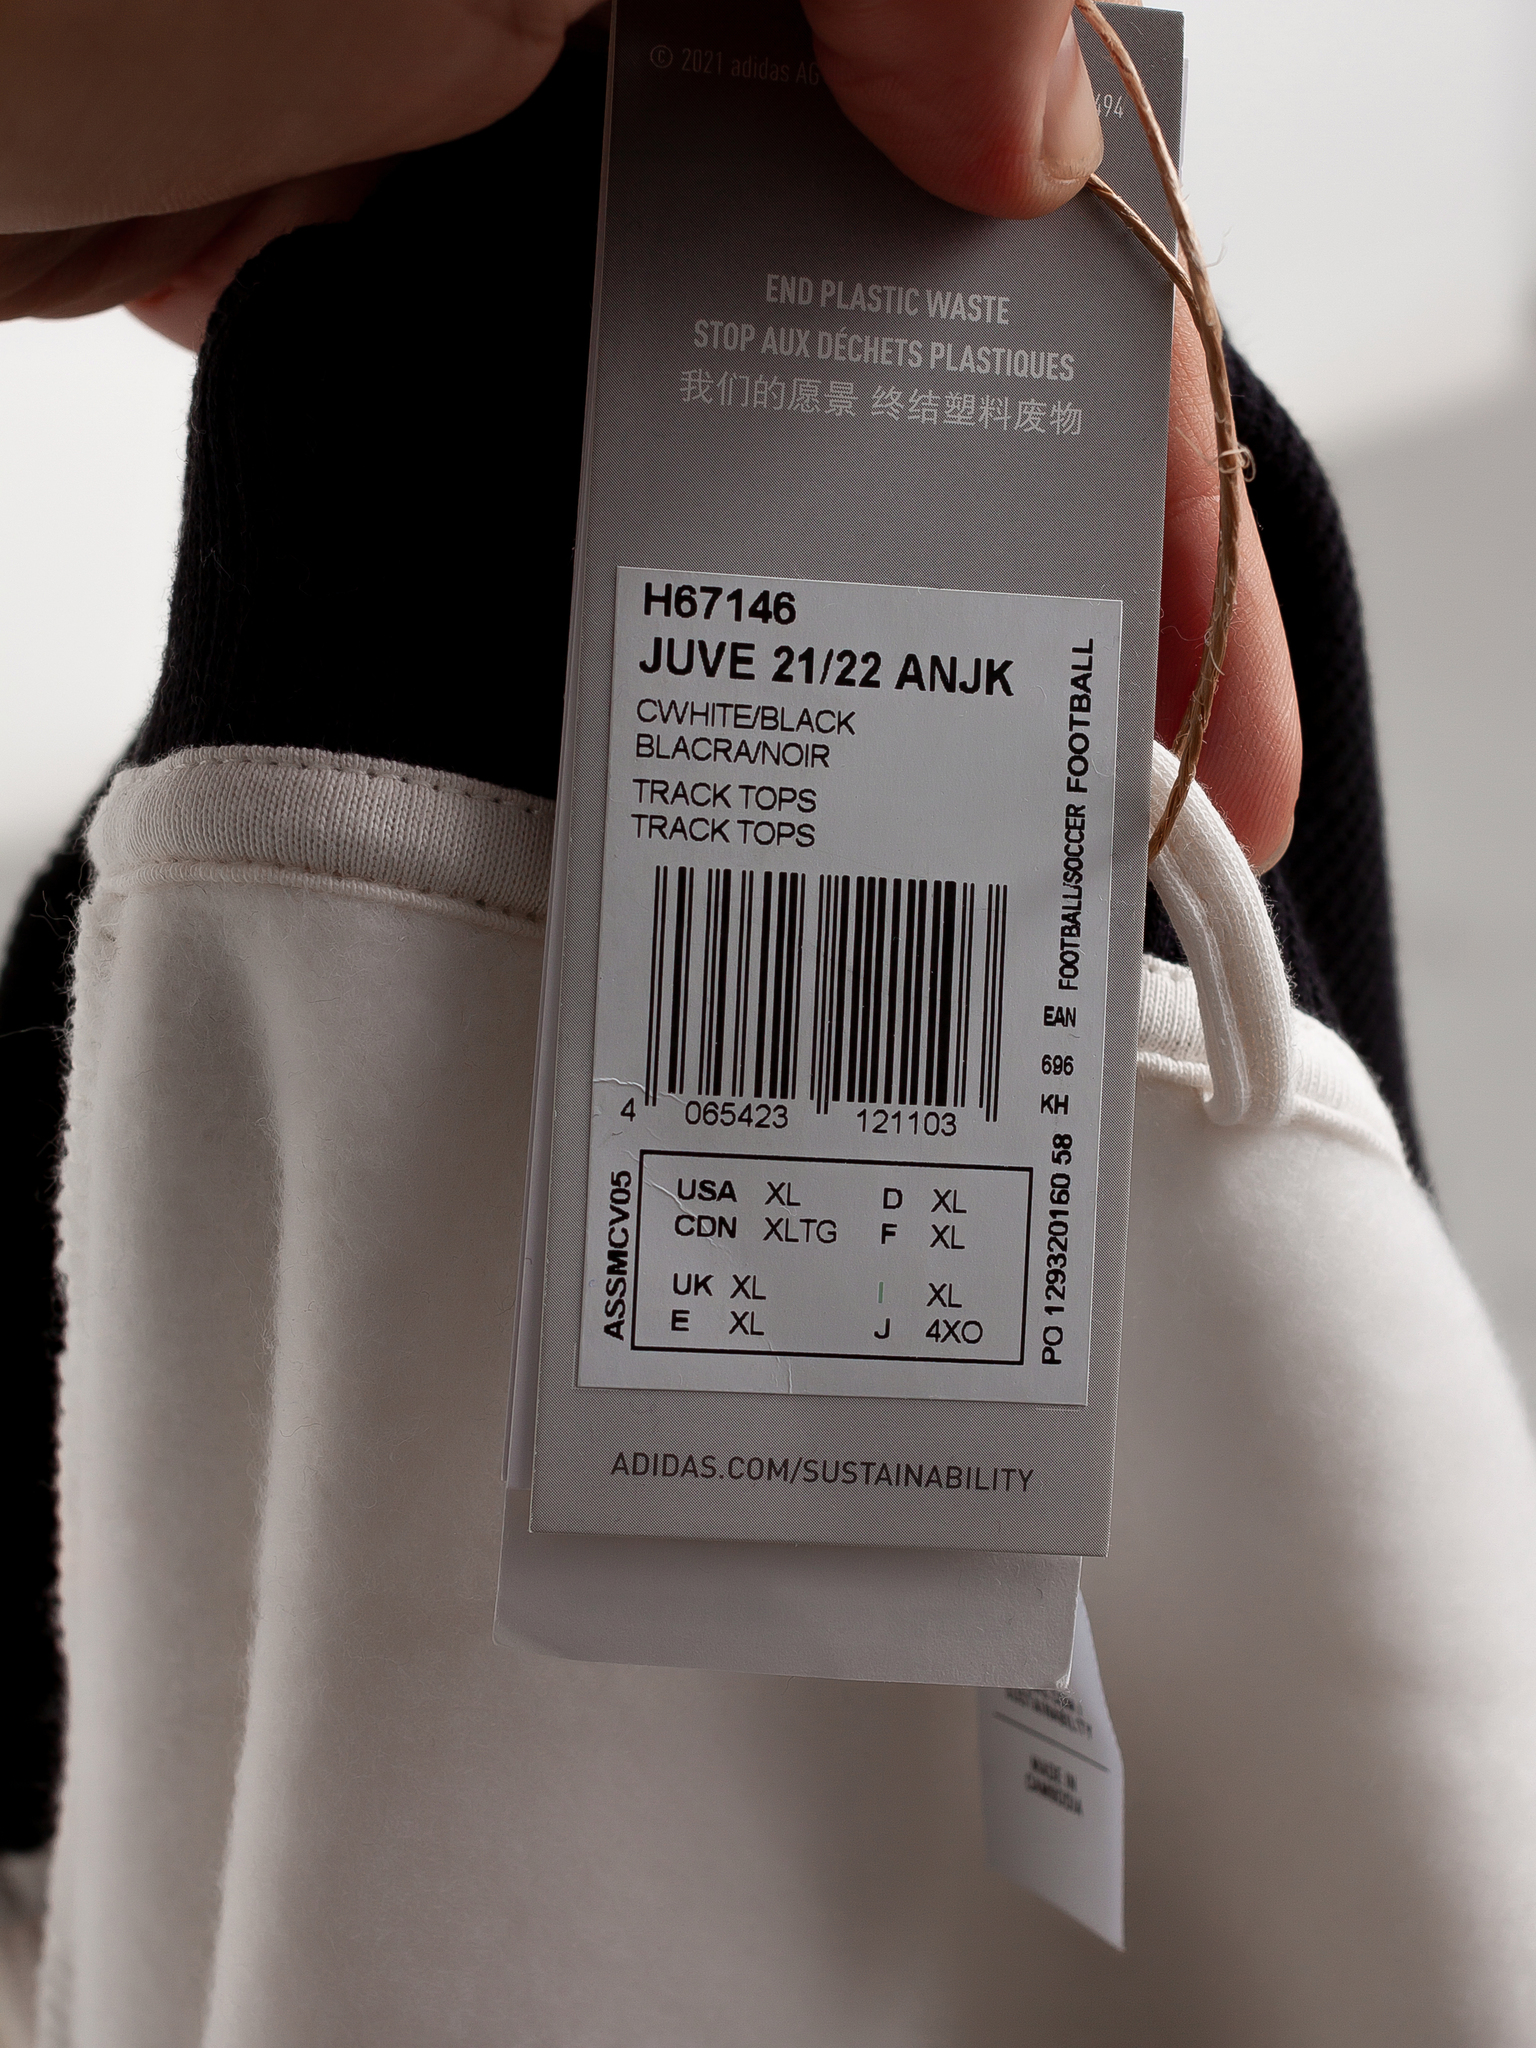 © 2021 adidas AG
494
END PLASTIC WASTE
STOP AUX DÉCHETS PLASTIQUES
我们的愿景 终结塑料废物
H67146
JUVE 21/22 ANJK
CWHITE/BLACK
BLACRA/NOIR
TRACK TOPS
TRACK TOPS
4 065423 121103
FOOTBALL/SOCCER FOOTBALL
EAN
696
KH
PO 129320160 58
ASSMCV05
USA XL D XL
CDN XLTG F XL
UK XL I XL
E XL J 4XO
ADIDAS.COM/SUSTAINABILITY
SUSTAINABILITY
MADE IN
CAMBODIA